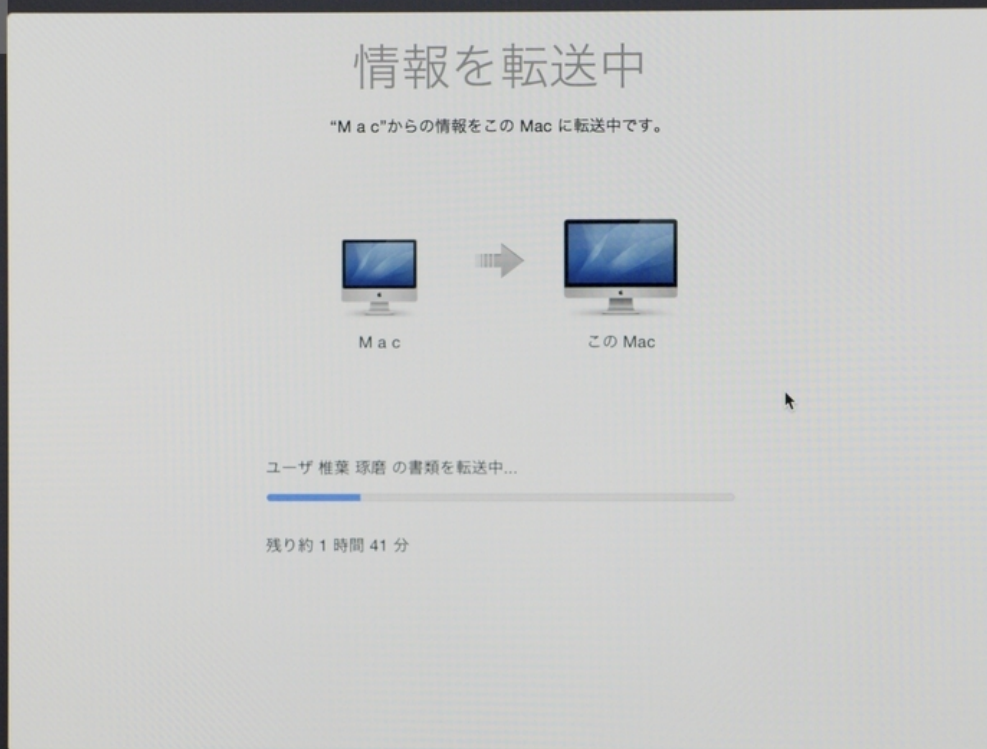 情報を転送中
“M a c"からの情報をこの Mac に転送中です。
M a c
この Mac
ユーザ 椎葉 琢磨 の書類を転送中...
残り約 1 時間 41 分